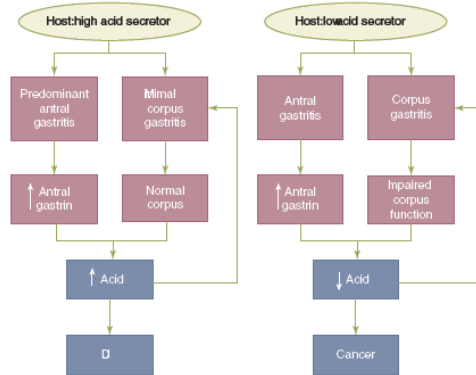 Host:high acid secretor
Predominant
antral
gastritis
corpus
gastritis
↑ Antral
gastrin
Normal
corpus
↑ Acid
Host:low acid secretor
Antral
gastritis
Corpus
gastritis
↑ Antral
gastrin
Impaired
corpus
function
↓ Acid
Cancer